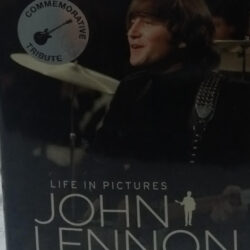 COMMEMORATIVE
TRIBUTE
LIFE IN PICTURES
JOHN
LENNON